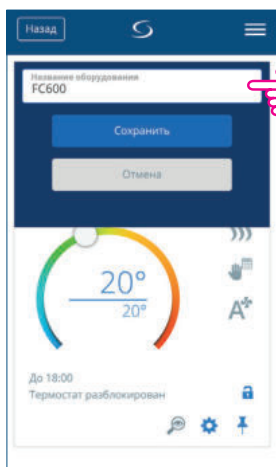 Назад
Название оборудования
FC600
Сохранить
Отмена
20°
20°
A
До 18:00
Термостат разблокирован